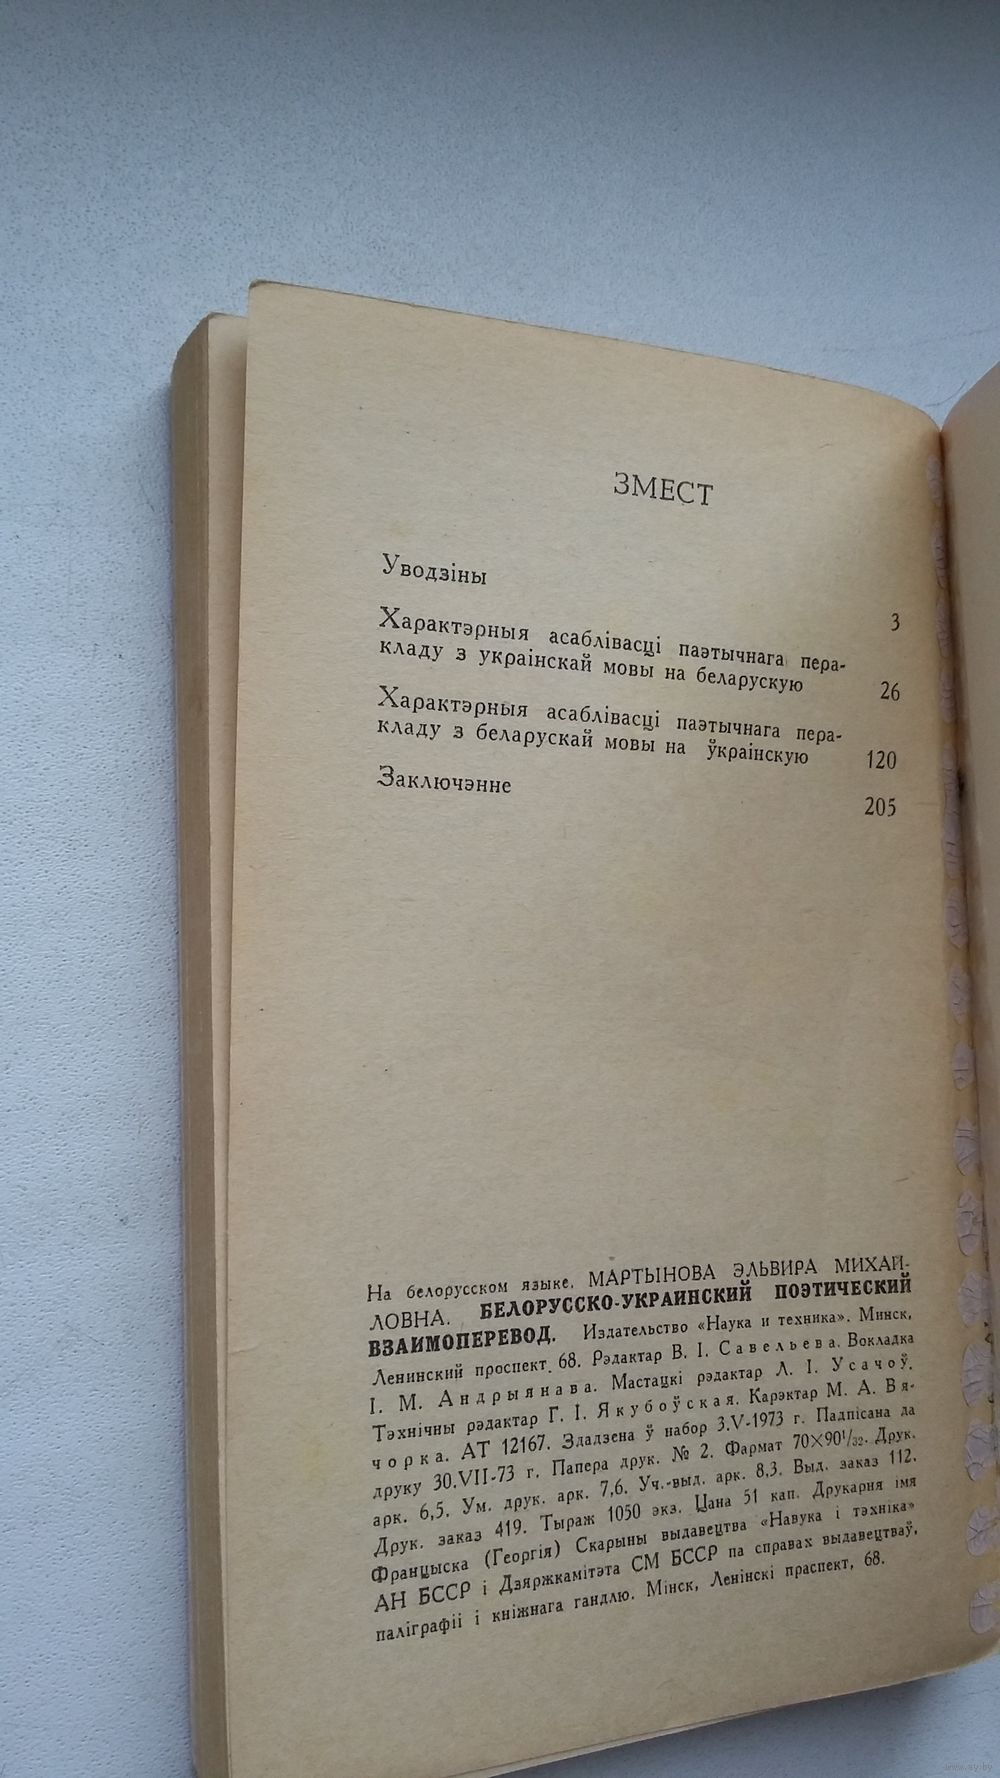 ЗМЕСТ
Уводзіны 3
Характэрныя асаблівасці паэтычнага пера-
кладу з украінскай мовы на беларускую 26
Характэрныя асаблівасці паэтычнага пера-
кладу з беларускай мовы на ўкраінскую 120
Заключэнне 205
На белорусском языке. МАРТЫНОВА ЭЛЬВИРА МИХАЙ-
ЛОВНА. БЕЛОРУССКО-УКРАИНСКИЙ ПОЭТИЧЕСКИЙ
ВЗАИМОПЕРЕВОД. Издательство «Наука и техника». Минск,
Ленинский проспект, 68. Рэдактар В. І. Савельева. Вокладка
І. М. Андрыянава. Мастацкі рэдактар Л. І. Усачоў.
Тэхнічны рэдактар Г. І. Якубоўская. Карэктар М. А. Вя-
чорка. АТ 12167. Здадзена ў набор 3.V-1973 г. Падпісана да
друку 30.VII-73 г. Папера друк. № 2. Фармат 70×90¹/₃₂. Друк.
арк. 6,5. Ум. друк. арк. 7,6. Уч.-выд. арк. 8,3. Выд. заказ 112.
Друк. заказ 419. Тыраж 1050 экз. Цана 51 кап. Друкарня імя
Францыска (Георгія) Скарыны выдавецтва «Навука і тэхніка»
АН БССР і Дзяржкамітэта СМ БССР па справах выдавецтваў,
паліграфіі і кніжнага гандлю. Мінск, Ленінскі праспект, 68.
www.ay.by